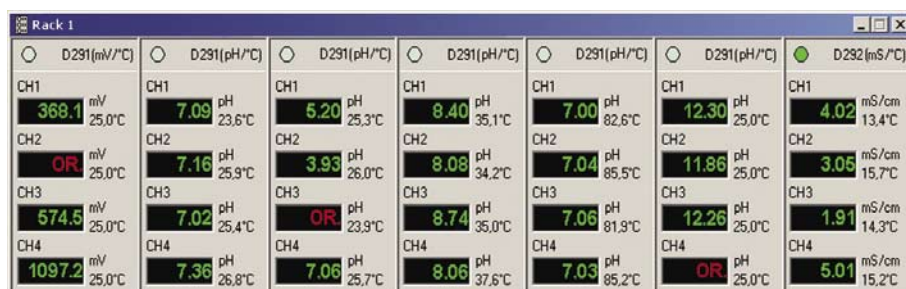 Rack 1
D291(mV/°C) D291(pH/°C) D291(pH/°C) D291(pH/°C) D291(pH/°C) D291(pH/°C) D292(mS/°C)
CH1 CH1 CH1 CH1 CH1 CH1 CH1
368.1 mV 7.09 pH 5.20 pH 8.40 pH 7.00 pH 12.30 pH 4.02 mS/cm
25,0°C 23,6°C 25,3°C 35,1°C 82,6°C 25,0°C 13,4°C
CH2 CH2 CH2 CH2 CH2 CH2 CH2
OR. mV 7.16 pH 3.93 pH 8.08 pH 7.04 pH 11.86 pH 3.05 mS/cm
25,0°C 25,9°C 26,0°C 34,2°C 85,5°C 25,0°C 15,7°C
CH3 CH3 CH3 CH3 CH3 CH3 CH3
574.5 mV 7.02 pH OR. pH 8.74 pH 7.06 pH 12.26 pH 1.91 mS/cm
25,0°C 25,4°C 23,9°C 35,0°C 81,9°C 25,0°C 14,3°C
CH4 CH4 CH4 CH4 CH4 CH4 CH4
1097.2 mV 7.36 pH 7.06 pH 8.06 pH 7.03 pH OR. pH 5.01 mS/cm
25,0°C 26,8°C 25,7°C 37,6°C 85,2°C 25,0°C 15,2°C